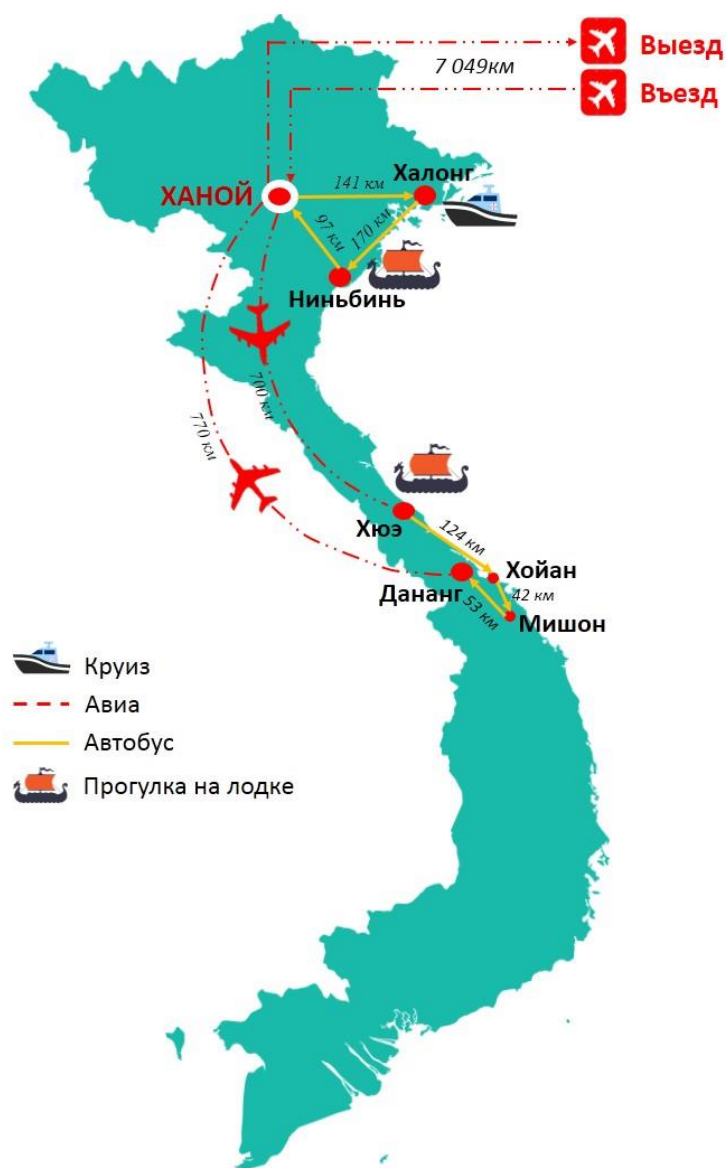 Выезд
7 049км
Въезд
ХАНОЙ
141 км
Халонг
97 км
170 км
Ниньбинь
700 км
770 км
Хюэ
124 км
Хойан
Дананг
42 км
53 км
Мишон
Круиз
Авиа
Автобус
Прогулка на лодке